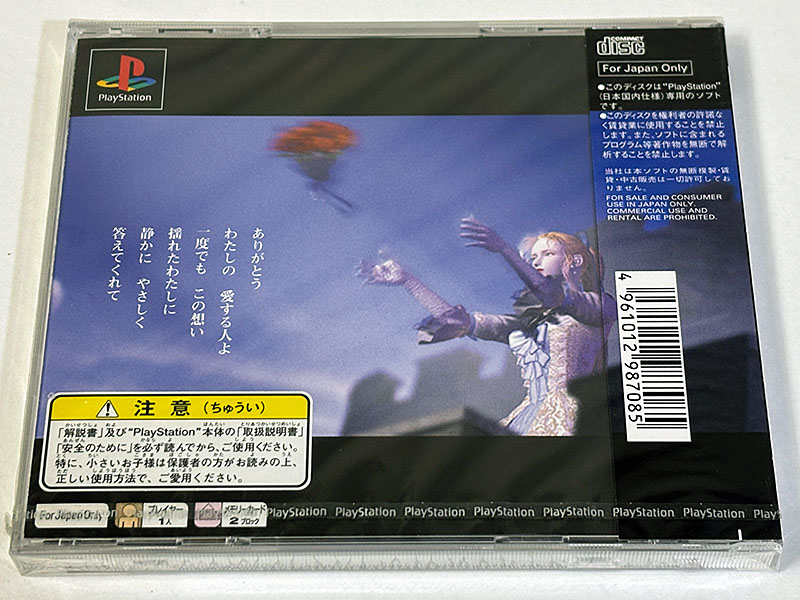 PlayStation
COMPACT
disc
For Japan Only
●このディスクは"PlayStation"
(日本国内仕様)専用のソフト
です。
●このディスクを権利者の許諾な
く賃貸業に使用することを禁止
します。また、ソフトに含まれる
プログラム等著作物を無断で解
析することを禁止します。
当社は本ソフトの無断複製・賃
貸・中古販売は一切許可してお
りません。
FOR SALE AND CONSUMER
USE IN JAPAN ONLY.
COMMERCIAL USE AND
RENTAL ARE PROHIBITED.
4 961012 987085
ありがとう
わたしの 愛する人よ
一度でも この想い
揺れたわたしに
静かに やさしく
答えてくれて
注意(ちゅうい)
「解説書」及び"PlayStation"本体の「取扱説明書」
「安全のために」を必ず読んでから、ご使用ください。
特に、小さいお子様は保護者の方がお読みの上、
正しい使用方法で、ご愛用ください。
For Japan Only
プレイヤー
1人
メモリーカード
2ブロック
PlayStation PlayStation PlayStation PlayStation PlayStation PlayStation PlayStation